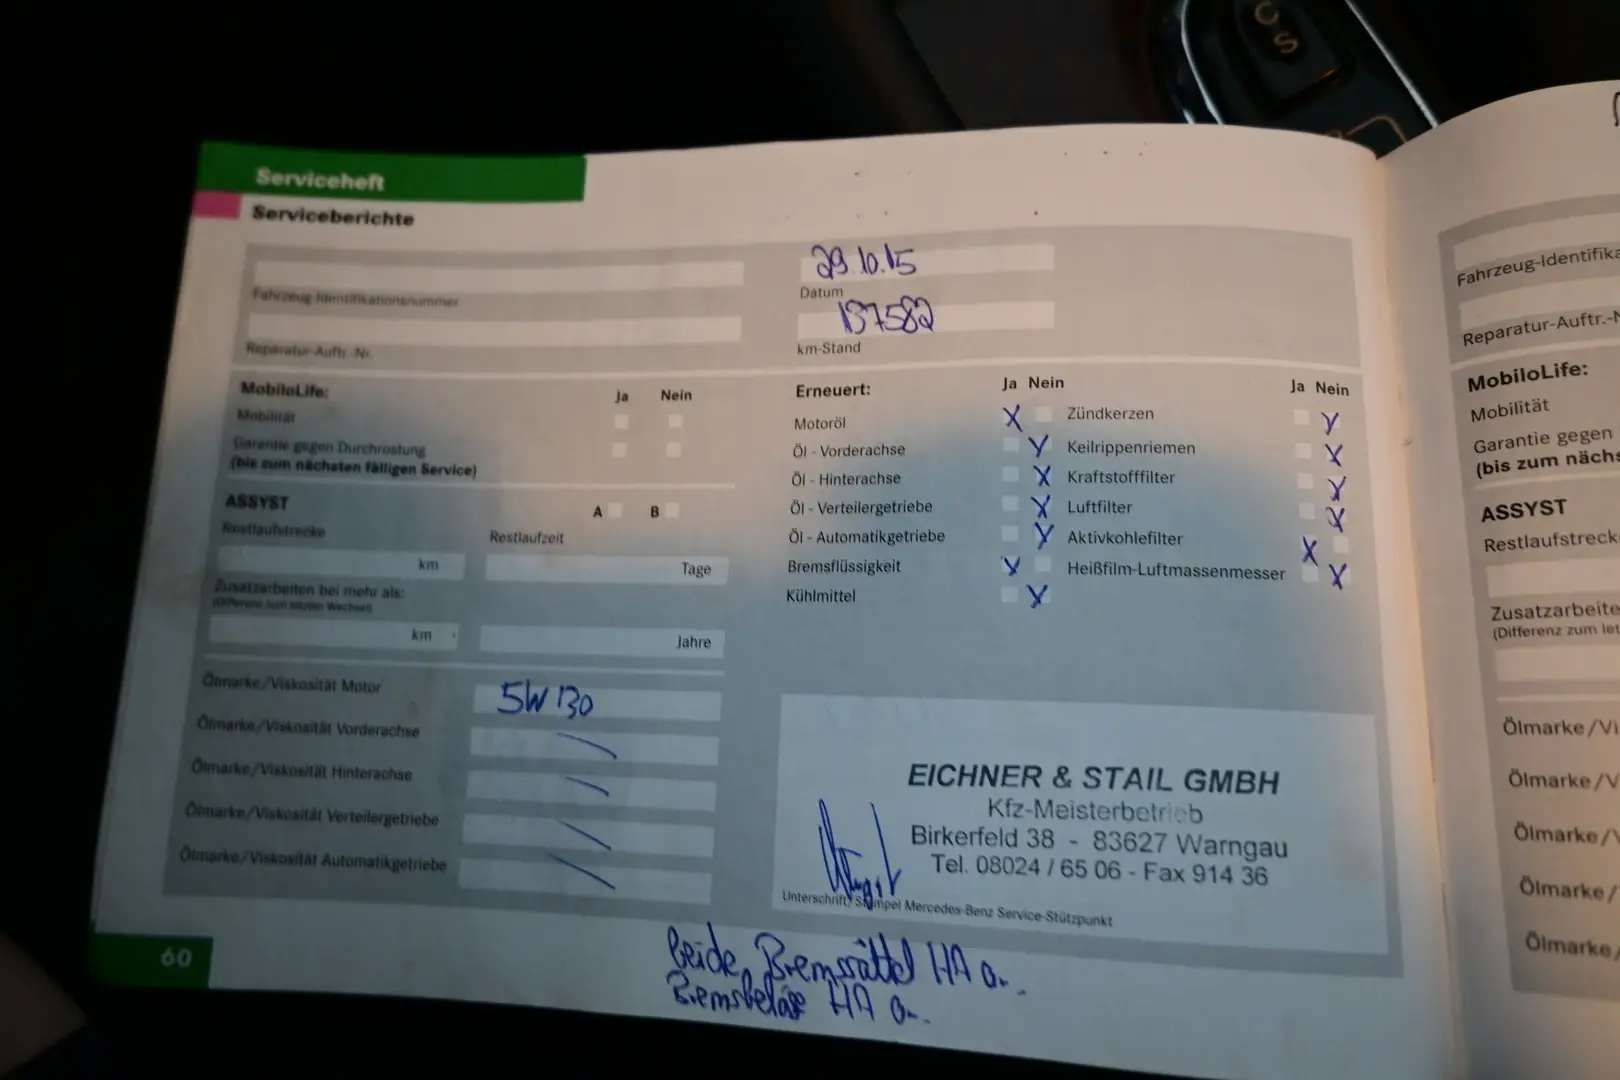 C
S
Serviceheft
Serviceberichte
29.10.15
Fahrzeug-Identifikationsnummer
Datum
137582
Reparatur-Auftr.-Nr.
km-Stand
MobiloLife: Ja Nein
Mobilität
Garantie gegen Durchrostung
(bis zum nächsten fälligen Service)
ASSYST A B
Restlaufstrecke Restlaufzeit
km Tage
Zusatzarbeiten bei mehr als:
(Differenz zum letzten Wechsel)
km Jahre
Ölmarke/Viskosität Motor 5W30
Ölmarke/Viskosität Vorderachse
Ölmarke/Viskosität Hinterachse
Ölmarke/Viskosität Verteilergetriebe
Ölmarke/Viskosität Automatikgetriebe
Erneuert: Ja Nein Ja Nein
Motoröl X Zündkerzen X
Öl - Vorderachse X Keilrippenriemen X
Öl - Hinterachse X Kraftstofffilter X
Öl - Verteilergetriebe X Luftfilter X
Öl - Automatikgetriebe X Aktivkohlefilter X
Bremsflüssigkeit X Heißfilm-Luftmassenmesser X
Kühlmittel X
EICHNER & STAIL GMBH
Kfz-Meisterbetrieb
Birkerfeld 38 - 83627 Warngau
Tel. 08024 / 65 06 - Fax 914 36
Unterschrift/Stempel Mercedes-Benz Service-Stützpunkt
Beide Bremssättel HA
Bremsbeläge HA
60
Fahrzeug-Identifika
Reparatur-Auftr.-N
MobiloLife:
Mobilität
Garantie gegen
(bis zum nächs
ASSYST
Restlaufstreck
Zusatzarbeite
(Differenz zum let
Ölmarke/Vi
Ölmarke/V
Ölmarke/V
Ölmarke/
Ölmarke/